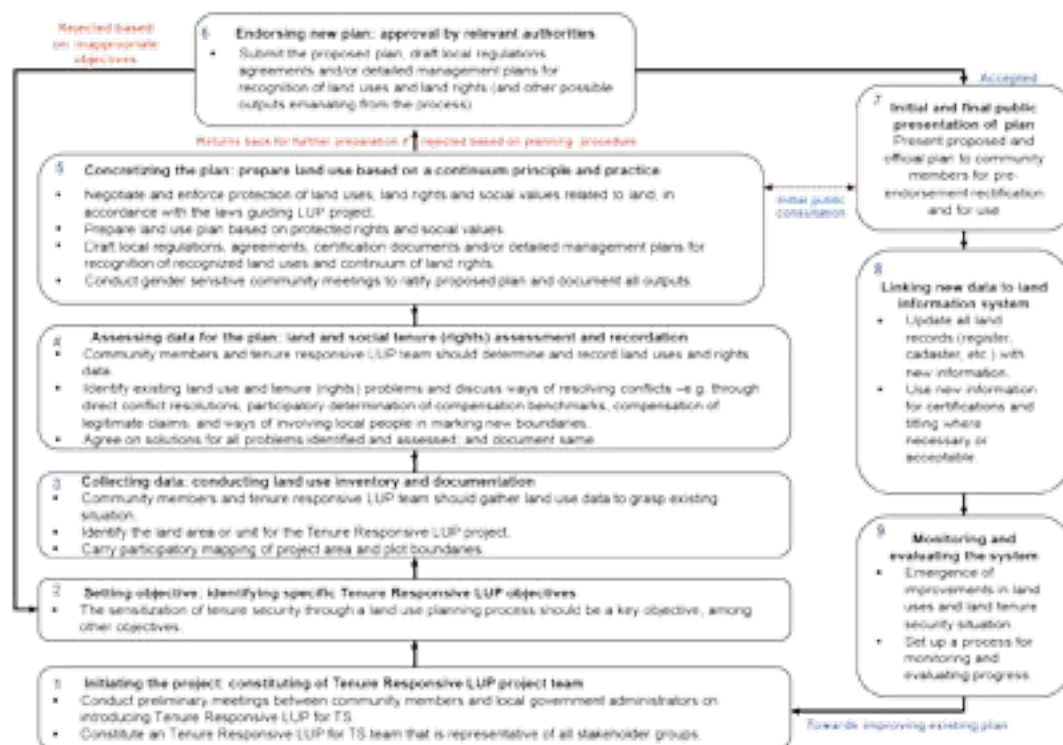 Rejected based
on inappropriate
objectives
6 Endorsing new plan: approval by relevant authorities
• Submit the proposed plan, draft local regulations,
agreements and/or detailed management plans for
recognition of land uses and land rights (and other possible
outputs emanating from the process)
Accepted
Returns back for further preparation if rejected based on planning procedure
5 Concretizing the plan: prepare land use based on a continuum principle and practice
• Negotiate and enforce protection of land uses, land rights and social values related to land, in
accordance with the laws guiding LUP project.
• Prepare land use plan based on protected rights and social values.
• Draft local regulations, agreements, certification documents and/or detailed management plans for
recognition of recognized land uses and continuum of land rights.
• Conduct gender sensitive community meetings to ratify proposed plan and document all outputs.
Initial public
consultation
7
Initial and final public
presentation of plan
Present proposed and
official plan to community
members for pre-
endorsement rectification
and for use
4 Assessing data for the plan: land and social tenure (rights) assessment and recordation
• Community members and tenure responsive LUP team should determine and record land uses and rights
data.
• Identify existing land use and tenure (rights) problems and discuss ways of resolving conflicts –e.g. through
direct conflict resolutions, participatory determination of compensation benchmarks, compensation of
legitimate claims, and ways of involving local people in marking new boundaries.
• Agree on solutions for all problems identified and assessed; and document same
8
Linking new data to land
information system
• Update all land
records (register,
cadaster, etc.) with
new information.
• Use new information
for certifications and
titling where
necessary or
acceptable.
3 Collecting data: conducting land use inventory and documentation
• Community members and tenure responsive LUP team should gather land use data to grasp existing
situation.
• Identify the land area or unit for the Tenure Responsive LUP project.
• Carry participatory mapping of project area and plot boundaries.
2 Setting objective: identifying specific Tenure Responsive LUP objectives
• The sensitization of tenure security through a land use planning process should be a key objective, among
other objectives.
9
Monitoring and
evaluating the system
• Emergence of
improvements in land
uses and land tenure
security situation.
• Set up a process for
monitoring and
evaluating progress.
1 Initiating the project: constituting of Tenure Responsive LUP project team
• Conduct preliminary meetings between community members and local government administrators on
introducing Tenure Responsive LUP for TS
• Constitute an Tenure Responsive LUP for TS team that is representative of all stakeholder groups.
Towards improving existing plan